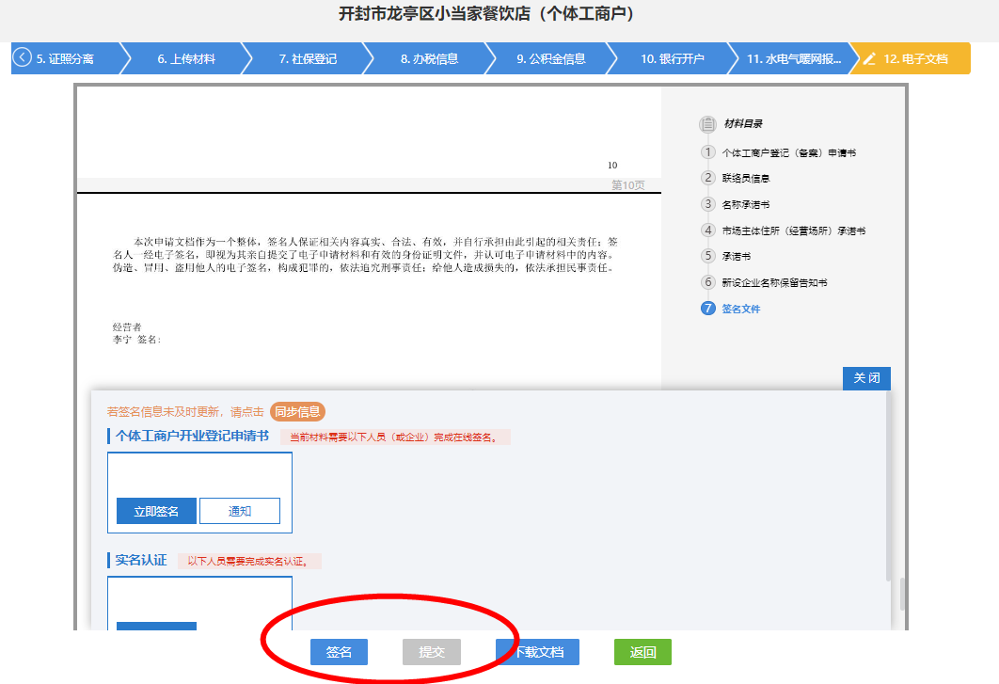 开封市龙亭区小当家餐饮店（个体工商户）
5. 证照分离
6. 上传材料
7. 社保登记
8. 办税信息
9. 公积金信息
10. 银行开户
11. 水电气暖网报...
12. 电子文档
10
第10页
本次申请文档作为一个整体，签名人保证相关内容真实、合法、有效，并自行承担由此引起的相关责任；签
名人一经电子签名，即视为其亲自提交了电子申请材料和有效的身份证明文件，并认可电子申请材料中的内容。
伪造、冒用、盗用他人的电子签名，构成犯罪的，依法追究刑事责任；给他人造成损失的，依法承担民事责任。
经营者
李宁 签名：
材料目录
1 个体工商户登记（备案）申请书
2 联络员信息
3 名称承诺书
4 市场主体住所（经营场所）承诺书
5 承诺书
6 新设企业名称保留告知书
7 签名文件
关 闭
若签名信息未及时更新，请点击 同步信息
个体工商户开业登记申请书 当前材料需要以下人员（或企业）完成在线签名。
立即签名 通知
实名认证 以下人员需要完成实名认证。
签名 提交 下载文档 返回